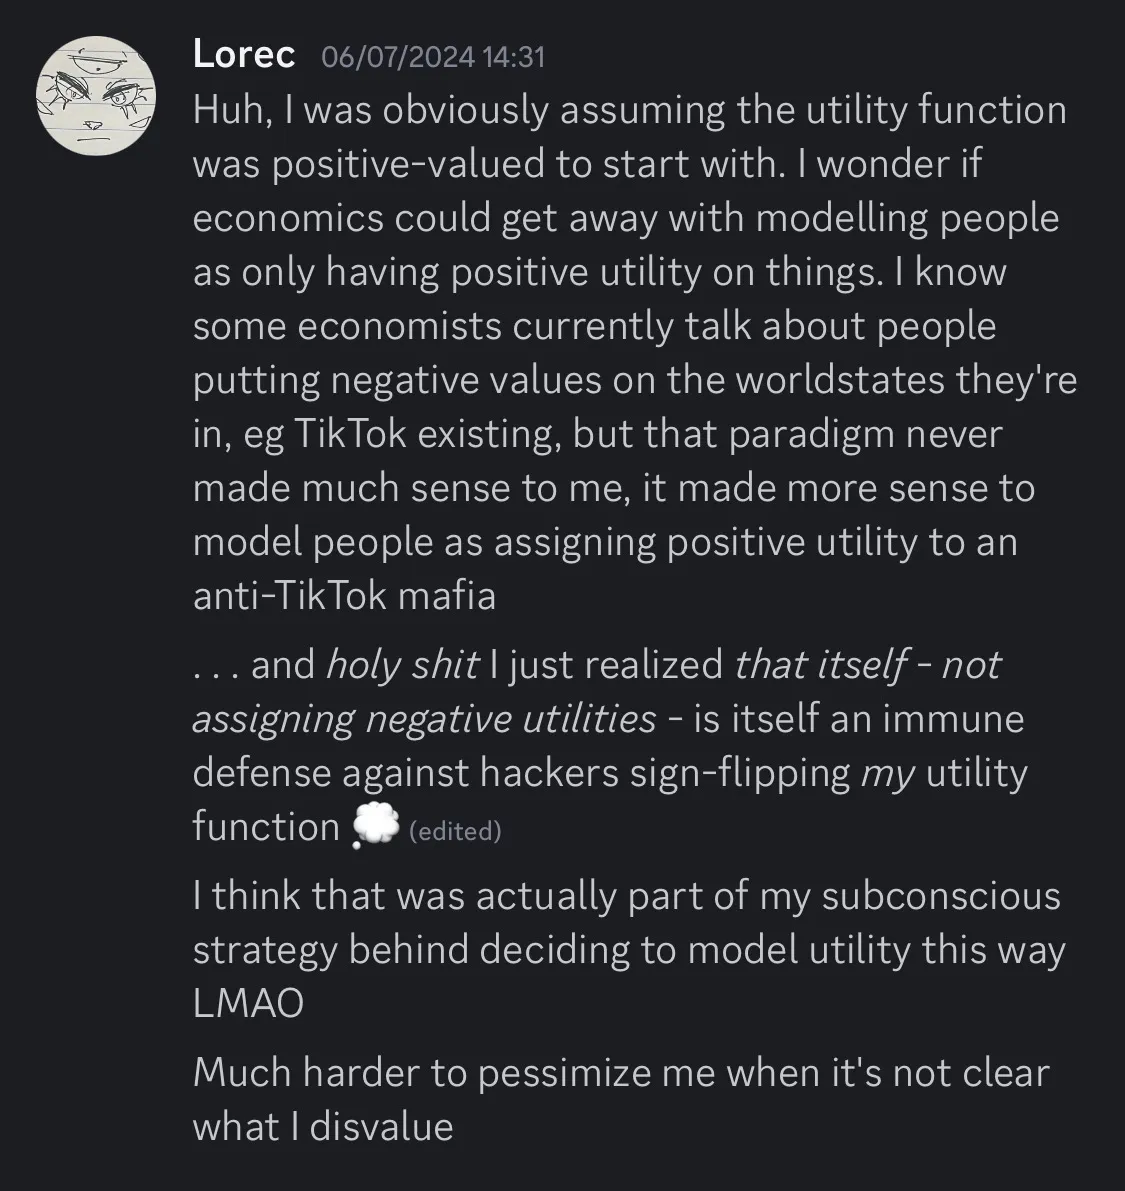 Lorec 06/07/2024 14:31
Huh, I was obviously assuming the utility function
was positive-valued to start with. I wonder if
economics could get away with modelling people
as only having positive utility on things. I know
some economists currently talk about people
putting negative values on the worldstates they're
in, eg TikTok existing, but that paradigm never
made much sense to me, it made more sense to
model people as assigning positive utility to an
anti-TikTok mafia
. . . and holy shit I just realized that itself - not
assigning negative utilities - is itself an immune
defense against hackers sign-flipping my utility
function 💭 (edited)
I think that was actually part of my subconscious
strategy behind deciding to model utility this way
LMAO
Much harder to pessimize me when it's not clear
what I disvalue